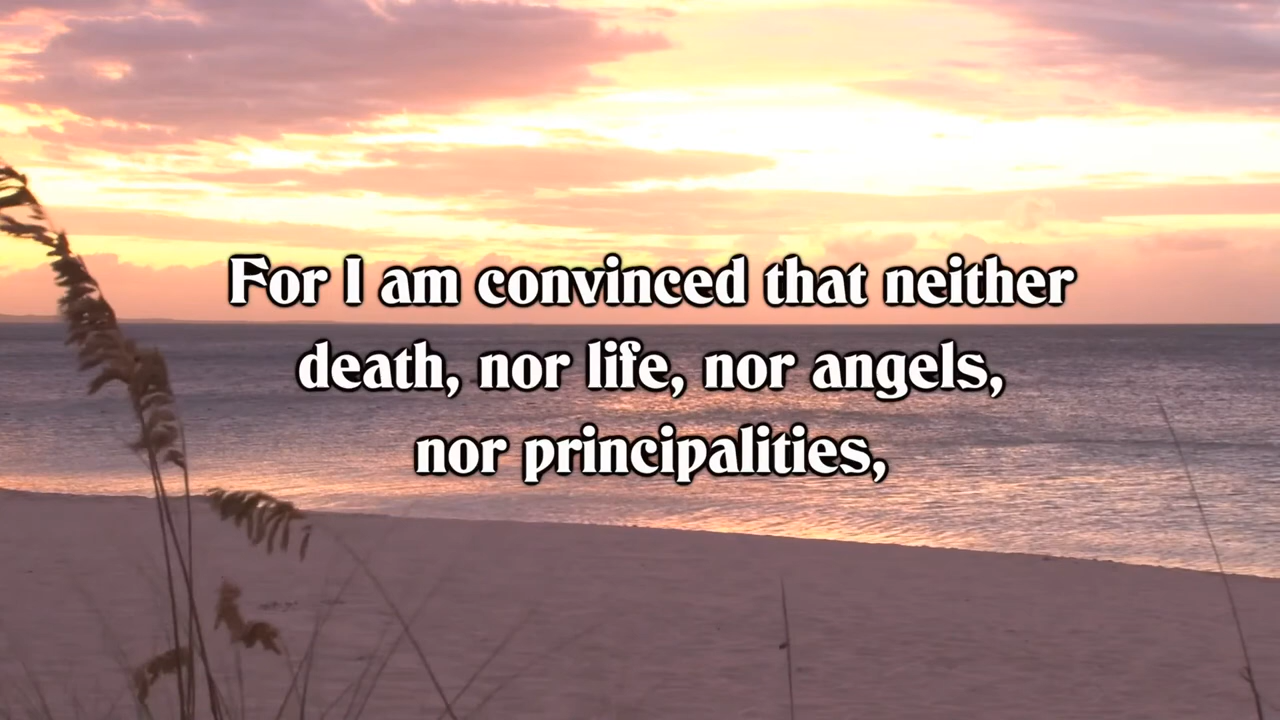 For I am convinced that neither
death, nor life, nor angels,
nor principalities,